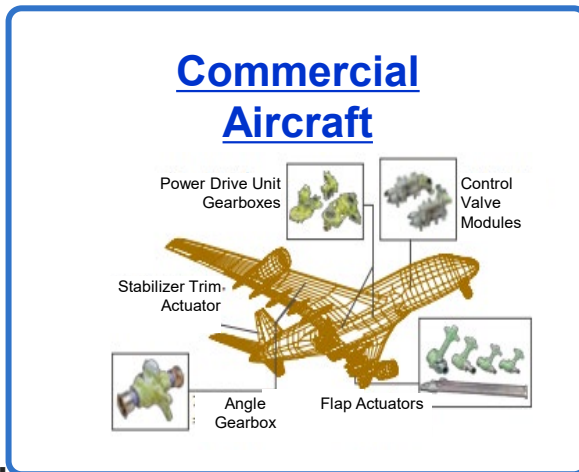 Commercial
Aircraft
Power Drive Unit
Gearboxes
Control
Valve
Modules
Stabilizer Trim
Actuator
Angle
Gearbox
Flap Actuators